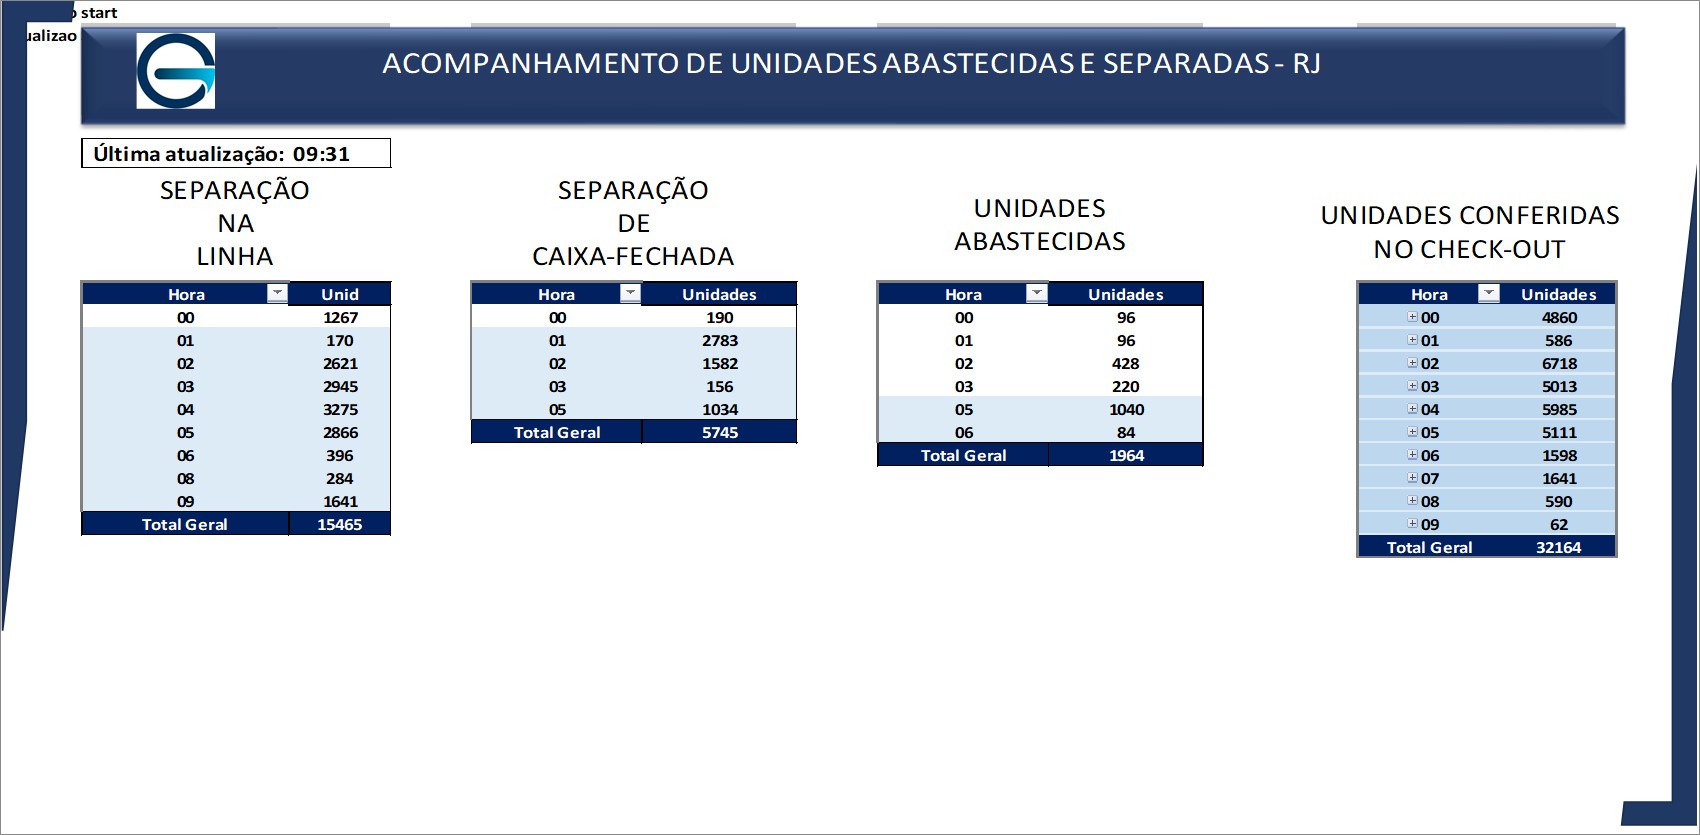 start
ualizao
ACOMPANHAMENTO DE UNIDADES ABASTECIDAS E SEPARADAS - RJ
Última atualização: 09:31
SEPARAÇÃO
NA
LINHA
Hora Unid
00 1267
01 170
02 2621
03 2945
04 3275
05 2866
06 396
08 284
09 1641
Total Geral 15465
SEPARAÇÃO
DE
CAIXA-FECHADA
Hora Unidades
00 190
01 2783
02 1582
03 156
05 1034
Total Geral 5745
UNIDADES
ABASTECIDAS
Hora Unidades
00 96
01 96
02 428
03 220
05 1040
06 84
Total Geral 1964
UNIDADES CONFERIDAS
NO CHECK-OUT
Hora Unidades
00 4860
01 586
02 6718
03 5013
04 5985
05 5111
06 1598
07 1641
08 590
09 62
Total Geral 32164